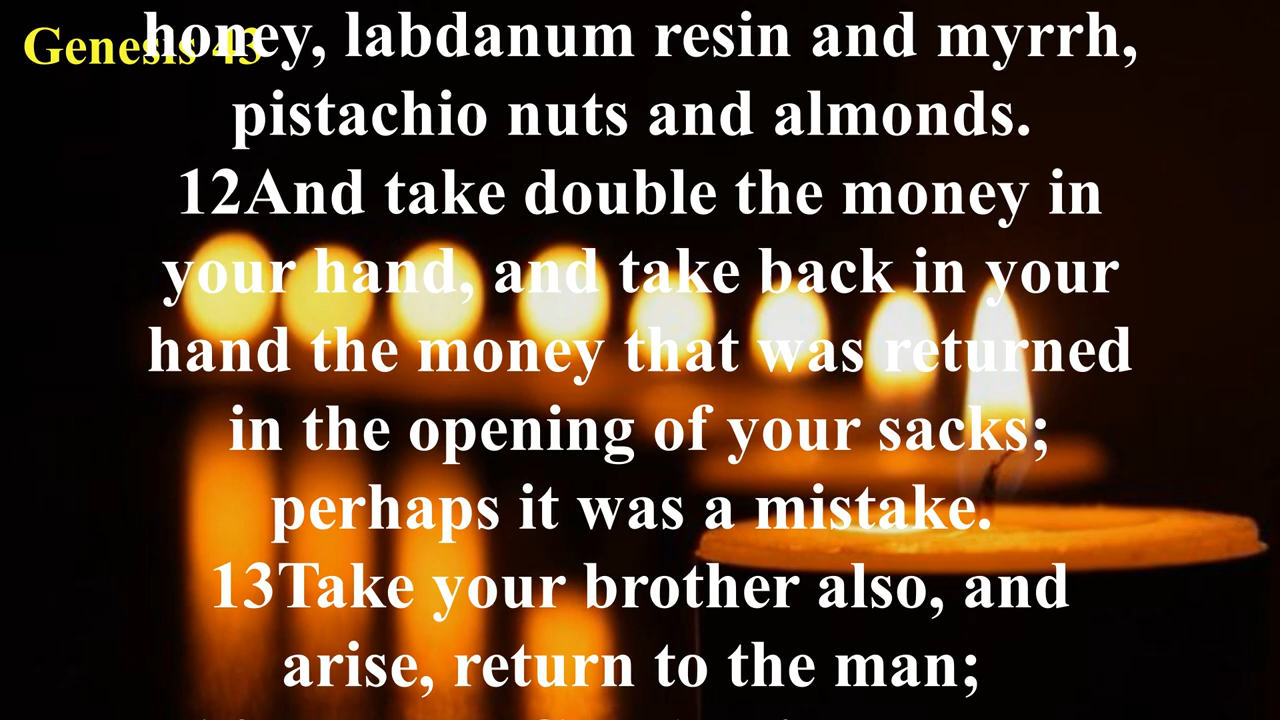 Genesis 43
honey, labdanum resin and myrrh,
pistachio nuts and almonds.
12And take double the money in
your hand, and take back in your
hand the money that was returned
in the opening of your sacks;
perhaps it was a mistake.
13Take your brother also, and
arise, return to the man;